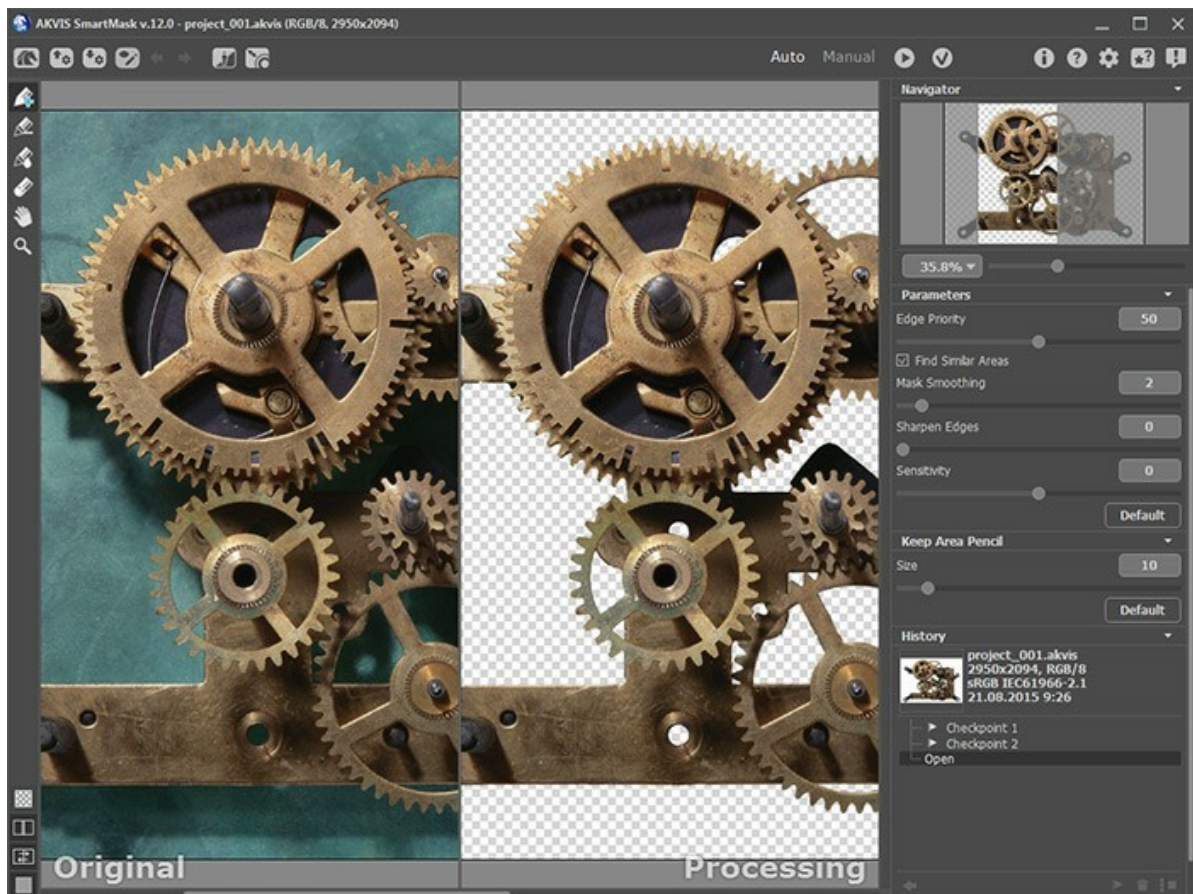 AKVIS SmartMask v.12.0 - project_001.akvis (RGB/8, 2950x2094)
Auto Manual
Navigator
35.8%
Parameters
Edge Priority 50
Find Similar Areas
Mask Smoothing 2
Sharpen Edges 0
Sensitivity 0
Default
Keep Area Pencil
Size 10
Default
History
project_001.akvis
2950x2094, RGB/8
sRGB IEC61966-2.1
21.08.2015 9:26
Checkpoint 1
Checkpoint 2
Open
Original
Processing